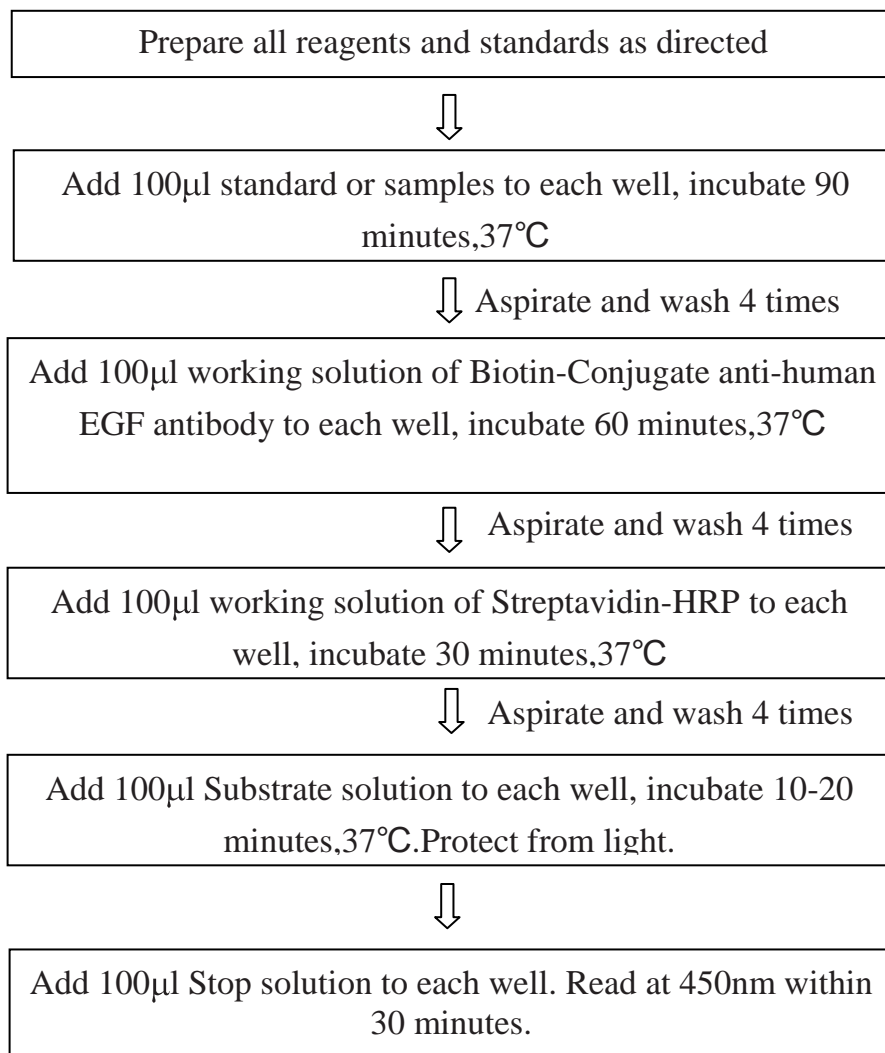 Prepare all reagents and standards as directed
Add 100μl standard or samples to each well, incubate 90
minutes,37℃
Aspirate and wash 4 times
Add 100μl working solution of Biotin-Conjugate anti-human
EGF antibody to each well, incubate 60 minutes,37℃
Aspirate and wash 4 times
Add 100μl working solution of Streptavidin-HRP to each
well, incubate 30 minutes,37℃
Aspirate and wash 4 times
Add 100μl Substrate solution to each well, incubate 10-20
minutes,37℃.Protect from light.
Add 100μl Stop solution to each well. Read at 450nm within
30 minutes.